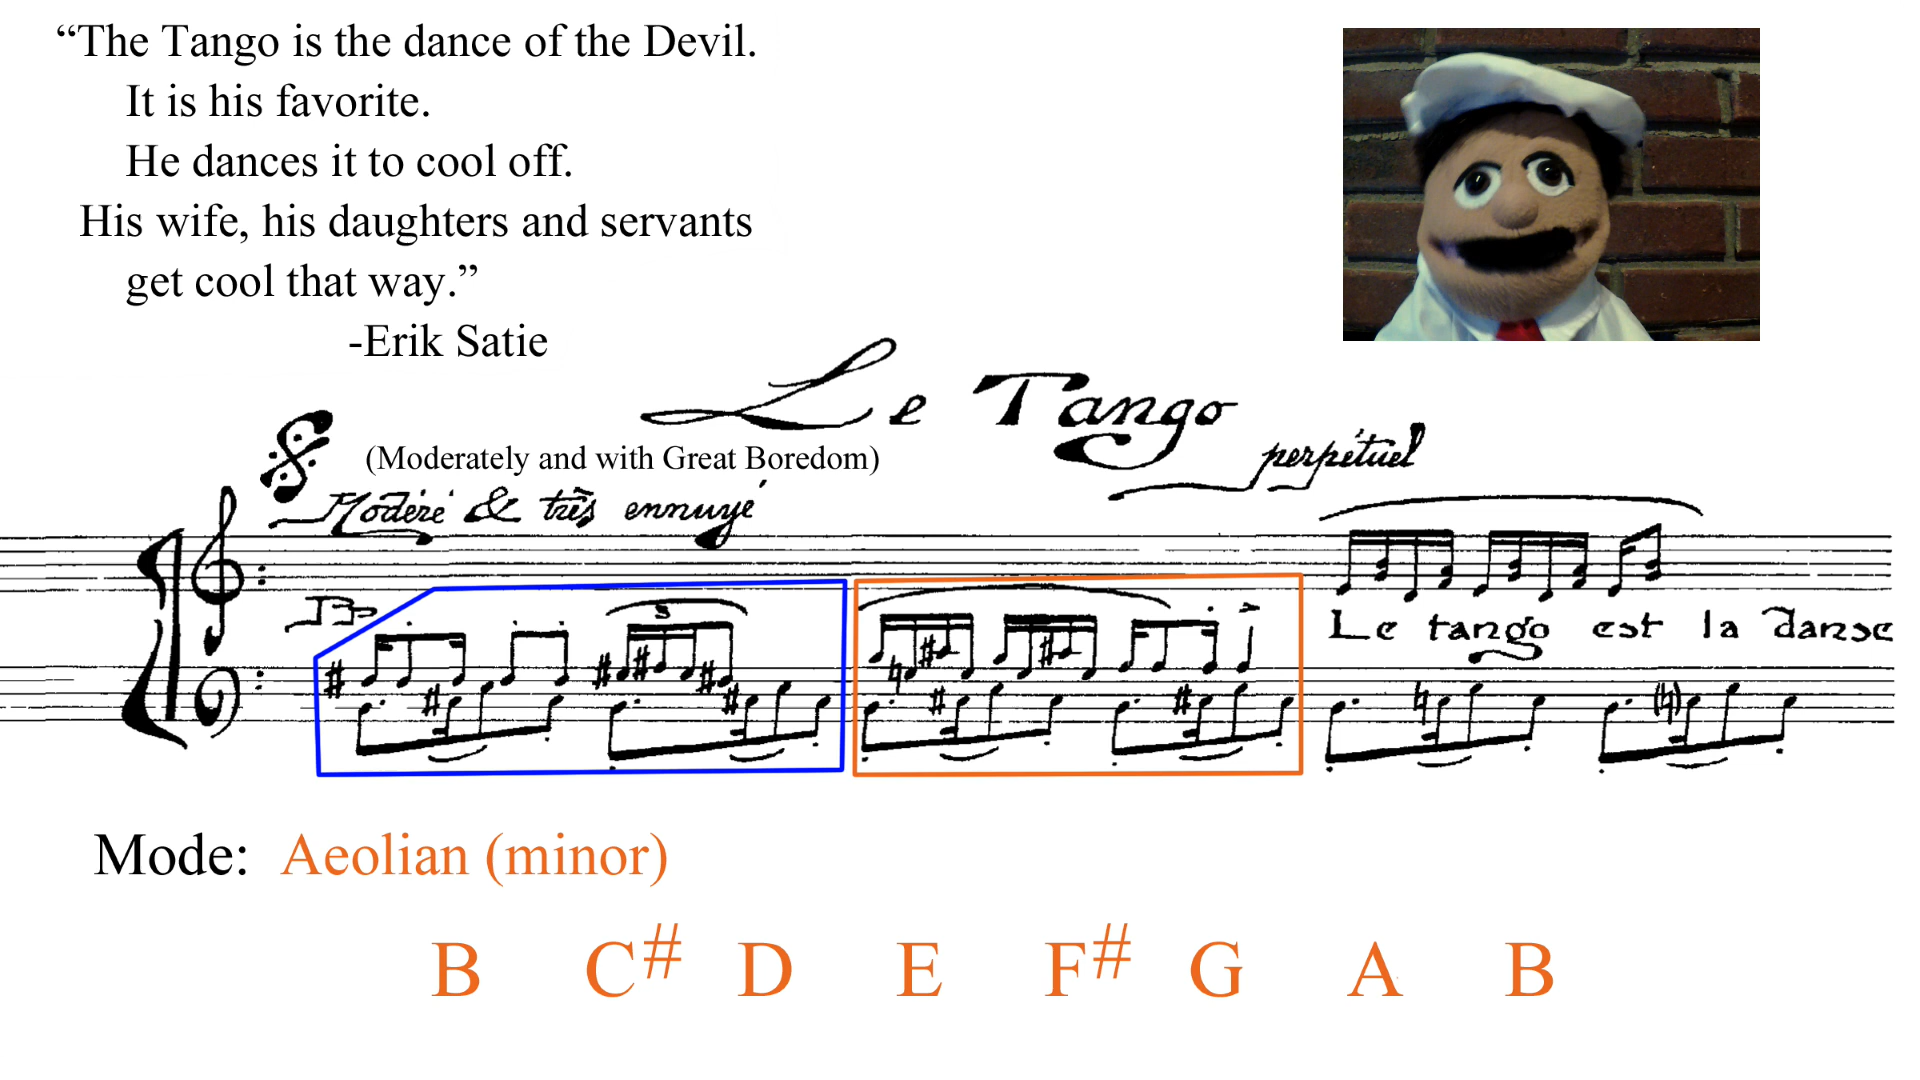 “The Tango is the dance of the Devil.
It is his favorite.
He dances it to cool off.
His wife, his daughters and servants
get cool that way.”
-Erik Satie
Le Tango
perpétuel
(Moderately and with Great Boredom)
Modéré & très ennuyé
3
Le tango est la danse
Mode: Aeolian (minor)
B C# D E F# G A B